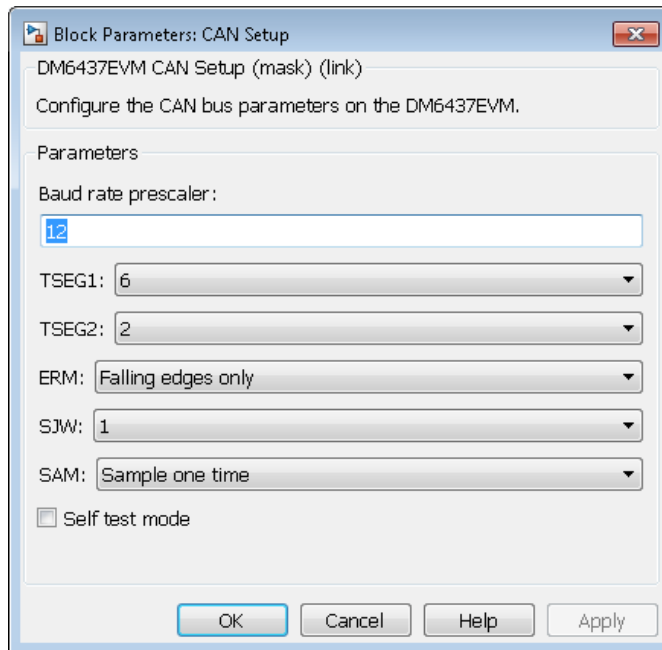 Block Parameters: CAN Setup
DM6437EVM CAN Setup (mask) (link)
Configure the CAN bus parameters on the DM6437EVM.
Parameters
Baud rate prescaler:
12
TSEG1: 6
TSEG2: 2
ERM: Falling edges only
SJW: 1
SAM: Sample one time
Self test mode
OK Cancel Help Apply